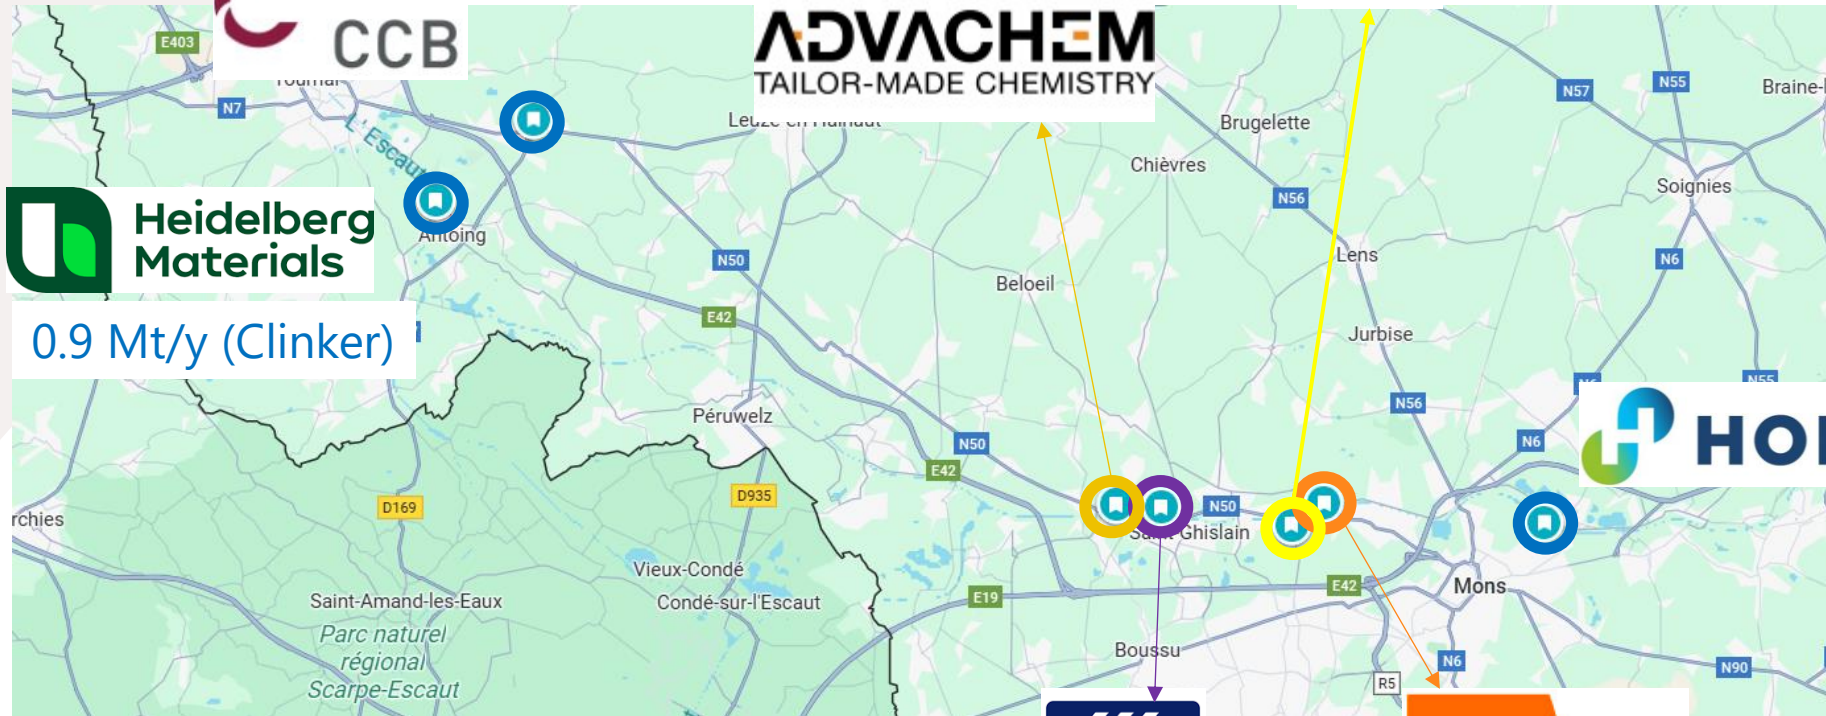 CCB
ADVACHEM
TAILOR-MADE CHEMISTRY
E403
N7
L'Escaut
Brugelette
N57
N55
Chièvres
N56
Soignies
Heidelberg
Materials
Antoing
N50
Lens
N6
Beloeil
E42
0.9 Mt/y (Clinker)
Jurbise
Péruwelz
N56
N55
N50
N6
HOL
E42
D169
D935
N50
Ghislain
Vieux-Condé
Condé-sur-l'Escaut
E19
E42
Mons
Saint-Amand-les-Eaux
Parc naturel
régional
Scarpe-Escaut
Boussu
N6
N90
R5